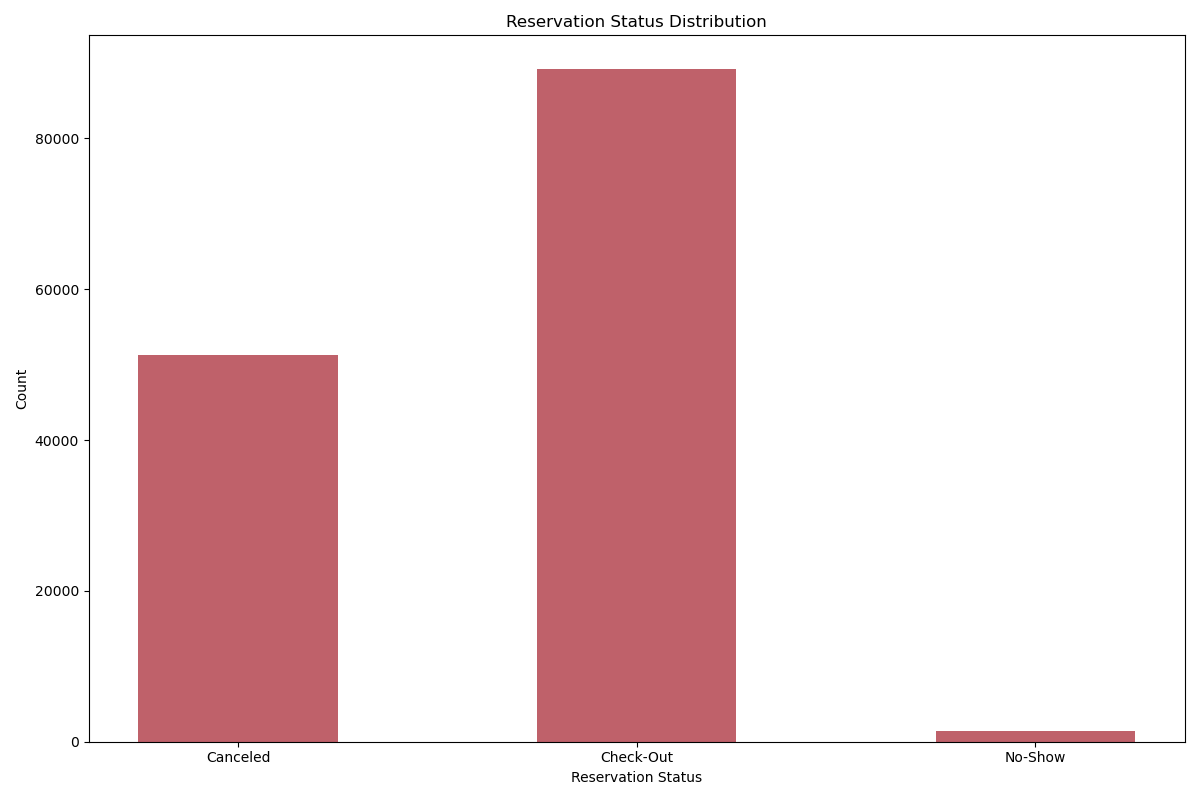 Reservation Status Distribution
Count
80000
60000
40000
20000
0
Canceled Check-Out No-Show
Reservation Status